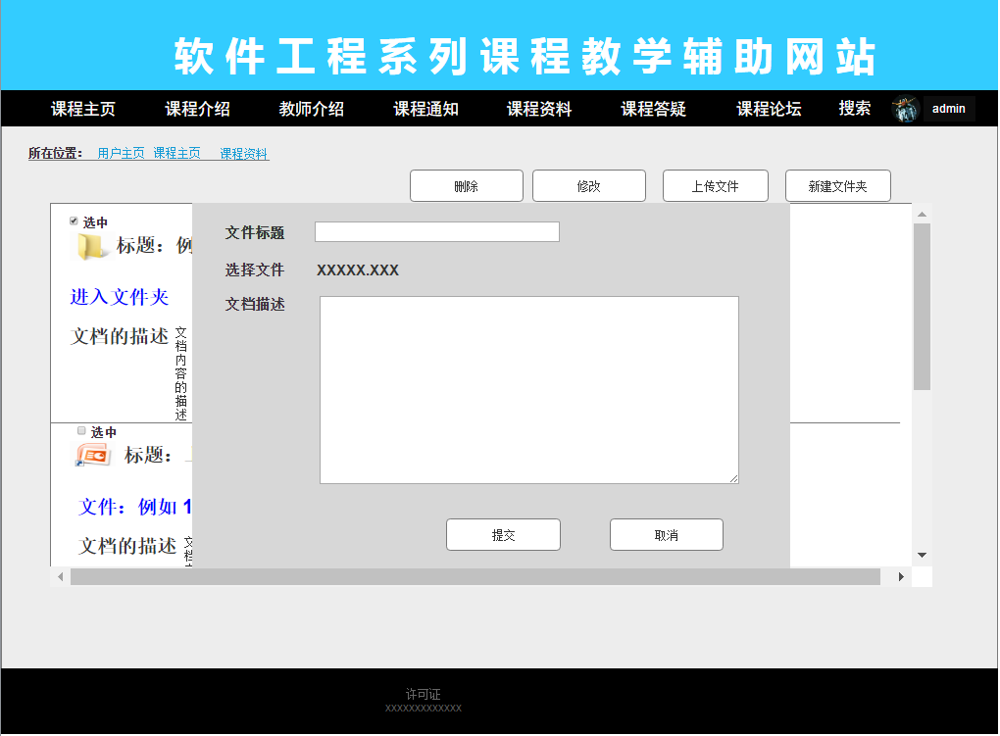 软件工程系列课程教学辅助网站
课程主页 课程介绍 教师介绍 课程通知 课程资料 课程答疑 课程论坛 搜索 admin
所在位置： 用户主页 课程主页 课程资料
删除 修改 上传文件 新建文件夹
选中
标题：例
进入文件夹
文档的描述
文档内容的描述
选中
标题：
文件：例如 1
文档的描述
文档
文件标题
选择文件 XXXXX.XXX
文档描述
提交 取消
许可证
XXXXXXXXXXXXX